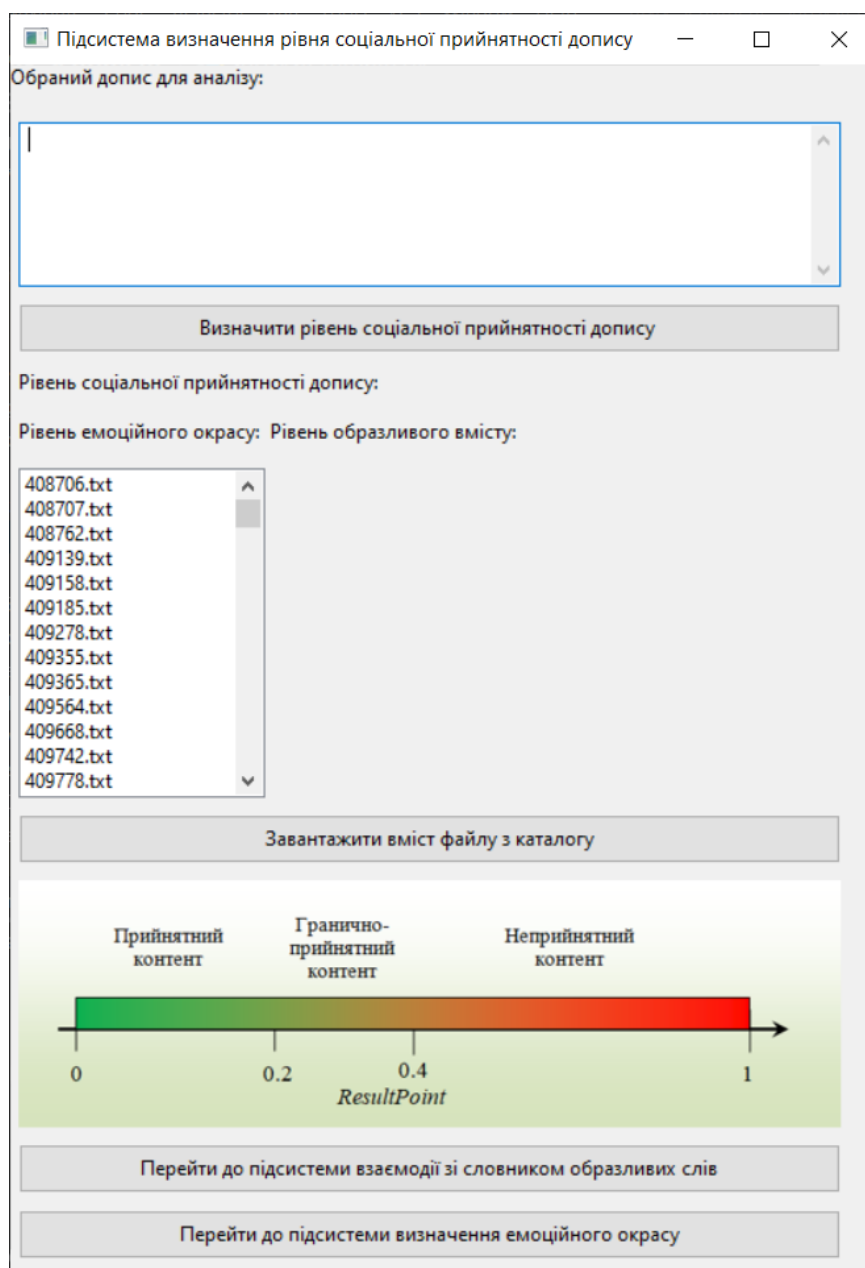 Підсистема визначення рівня соціальної прийнятності допису
Обраний допис для аналізу:
Визначити рівень соціальної прийнятності допису
Рівень соціальної прийнятності допису:
Рівень емоційного окрасу: Рівень образливого вмісту:
408706.txt
408707.txt
408762.txt
409139.txt
409158.txt
409185.txt
409278.txt
409355.txt
409365.txt
409564.txt
409668.txt
409742.txt
409778.txt
Завантажити вміст файлу з каталогу
Прийнятний
контент
Гранично-
прийнятний
контент
Неприйнятний
контент
0
0.2
0.4
1
ResultPoint
Перейти до підсистеми взаємодії зі словником образливих слів
Перейти до підсистеми визначення емоційного окрасу